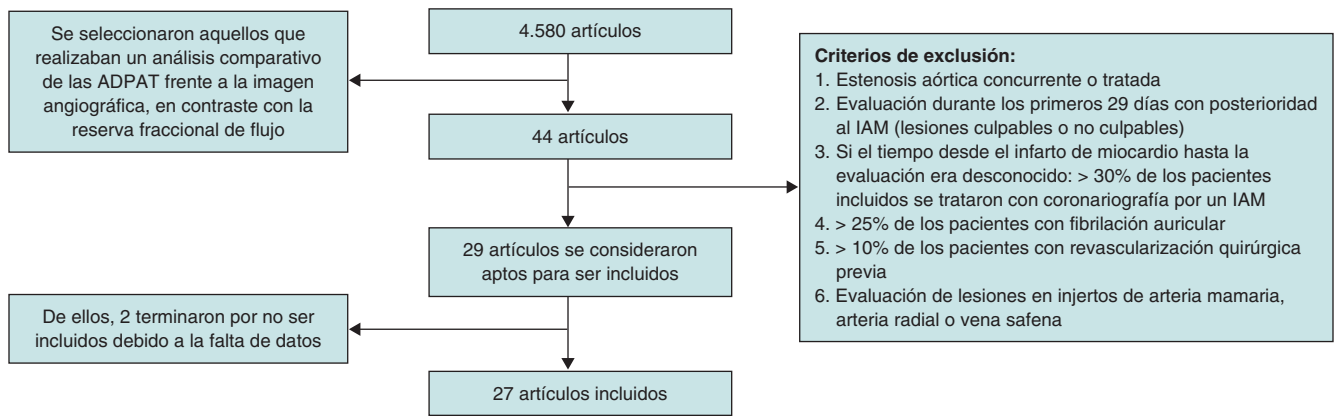 4.580 artículos
Se seleccionaron aquellos que
realizaban un análisis comparativo
de las ADPAT frente a la imagen
angiográfica, en contraste con la
reserva fraccional de flujo
44 artículos
Criterios de exclusión:
1. Estenosis aórtica concurrente o tratada
2. Evaluación durante los primeros 29 días con posterioridad
al IAM (lesiones culpables o no culpables)
3. Si el tiempo desde el infarto de miocardio hasta la
evaluación era desconocido: > 30% de los pacientes
incluidos se trataron con coronariografía por un IAM
4. > 25% de los pacientes con fibrilación auricular
5. > 10% de los pacientes con revascularización quirúrgica
previa
6. Evaluación de lesiones en injertos de arteria mamaria,
arteria radial o vena safena
29 artículos se consideraron
aptos para ser incluidos
De ellos, 2 terminaron por no ser
incluidos debido a la falta de datos
27 artículos incluidos